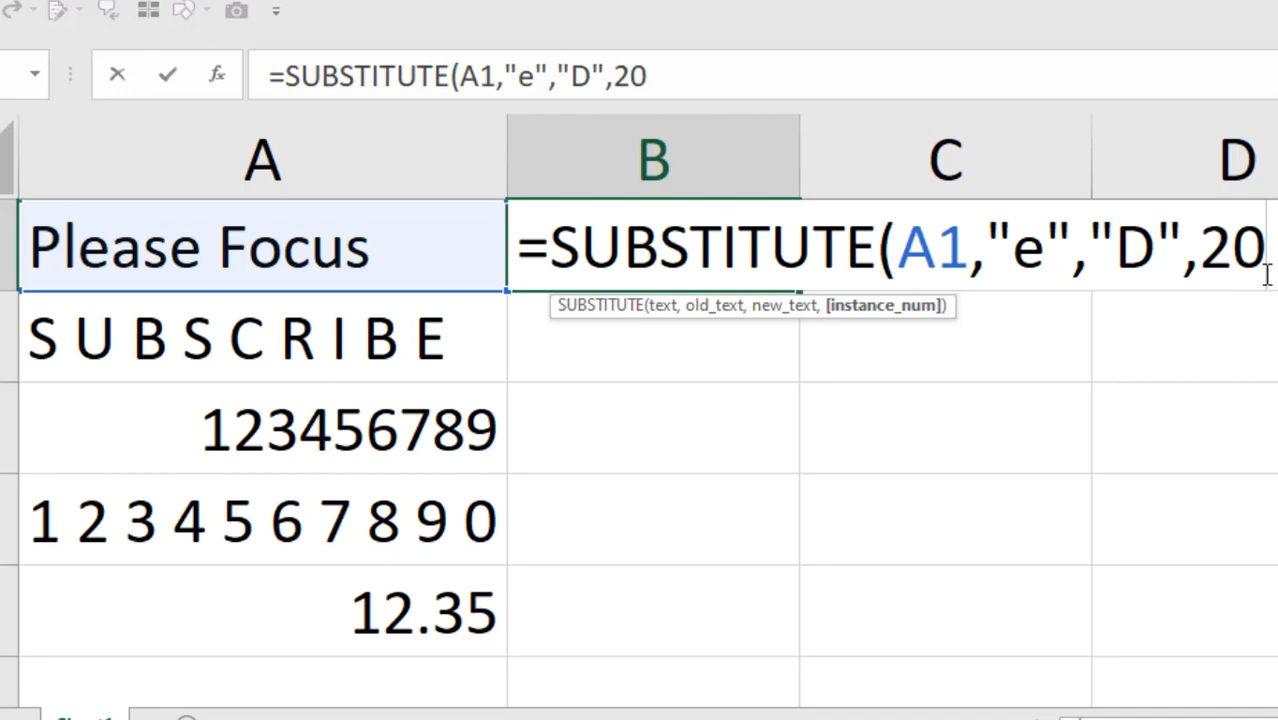 =SUBSTITUTE(A1,"e","D",20
A B C D
Please Focus =SUBSTITUTE(A1,"e","D",20
SUBSTITUTE(text, old_text, new_text, [instance_num])
S U B S C R I B E
123456789
1 2 3 4 5 6 7 8 9 0
12.35